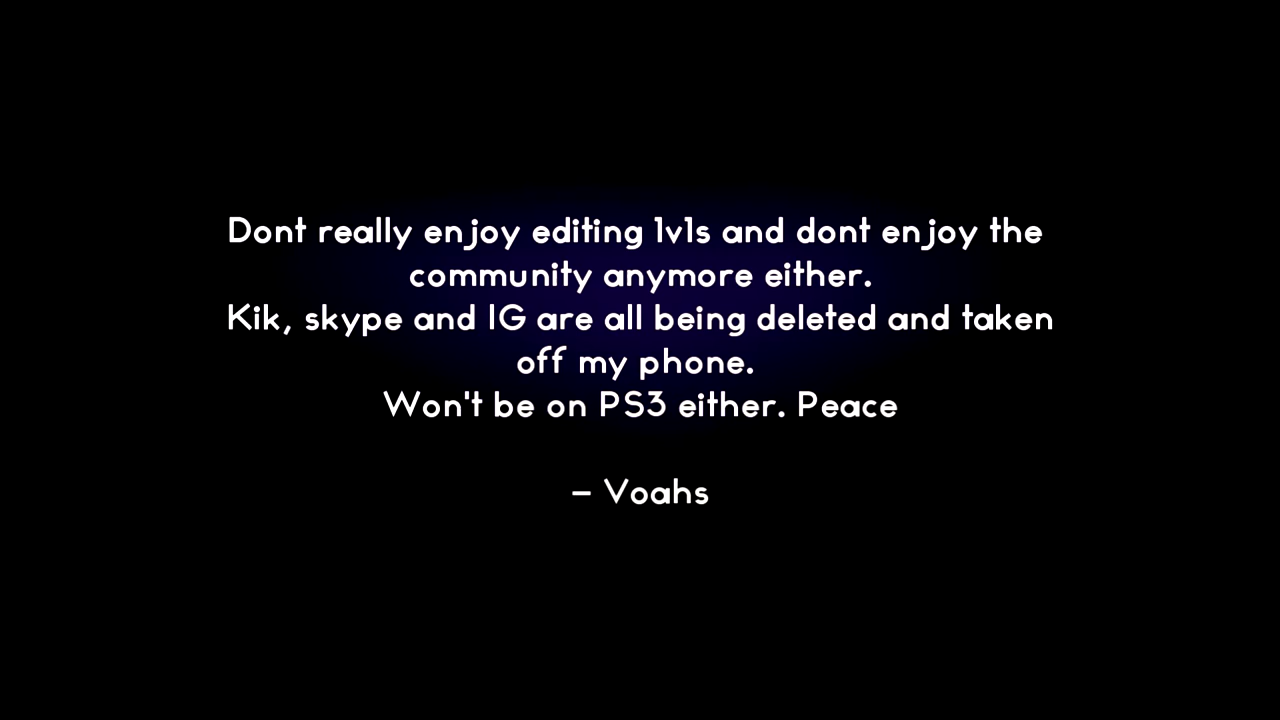 Dont really enjoy editing 1v1s and dont enjoy the
community anymore either.
Kik, skype and IG are all being deleted and taken
off my phone.
Won't be on PS3 either. Peace
- Voahs